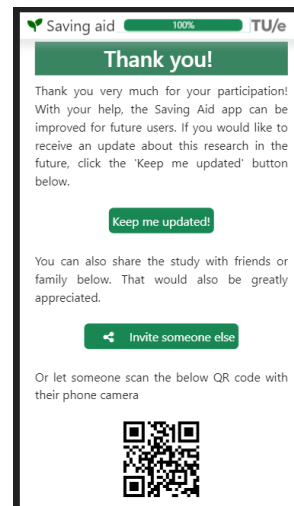 Saving aid 100% TU/e
Thank you!
Thank you very much for your participation!
With your help, the Saving Aid app can be
improved for future users. If you would like to
receive an update about this research in the
future, click the 'Keep me updated' button
below.
Keep me updated!
You can also share the study with friends or
family below. That would also be greatly
appreciated.
Invite someone else
Or let someone scan the below QR code with
their phone camera